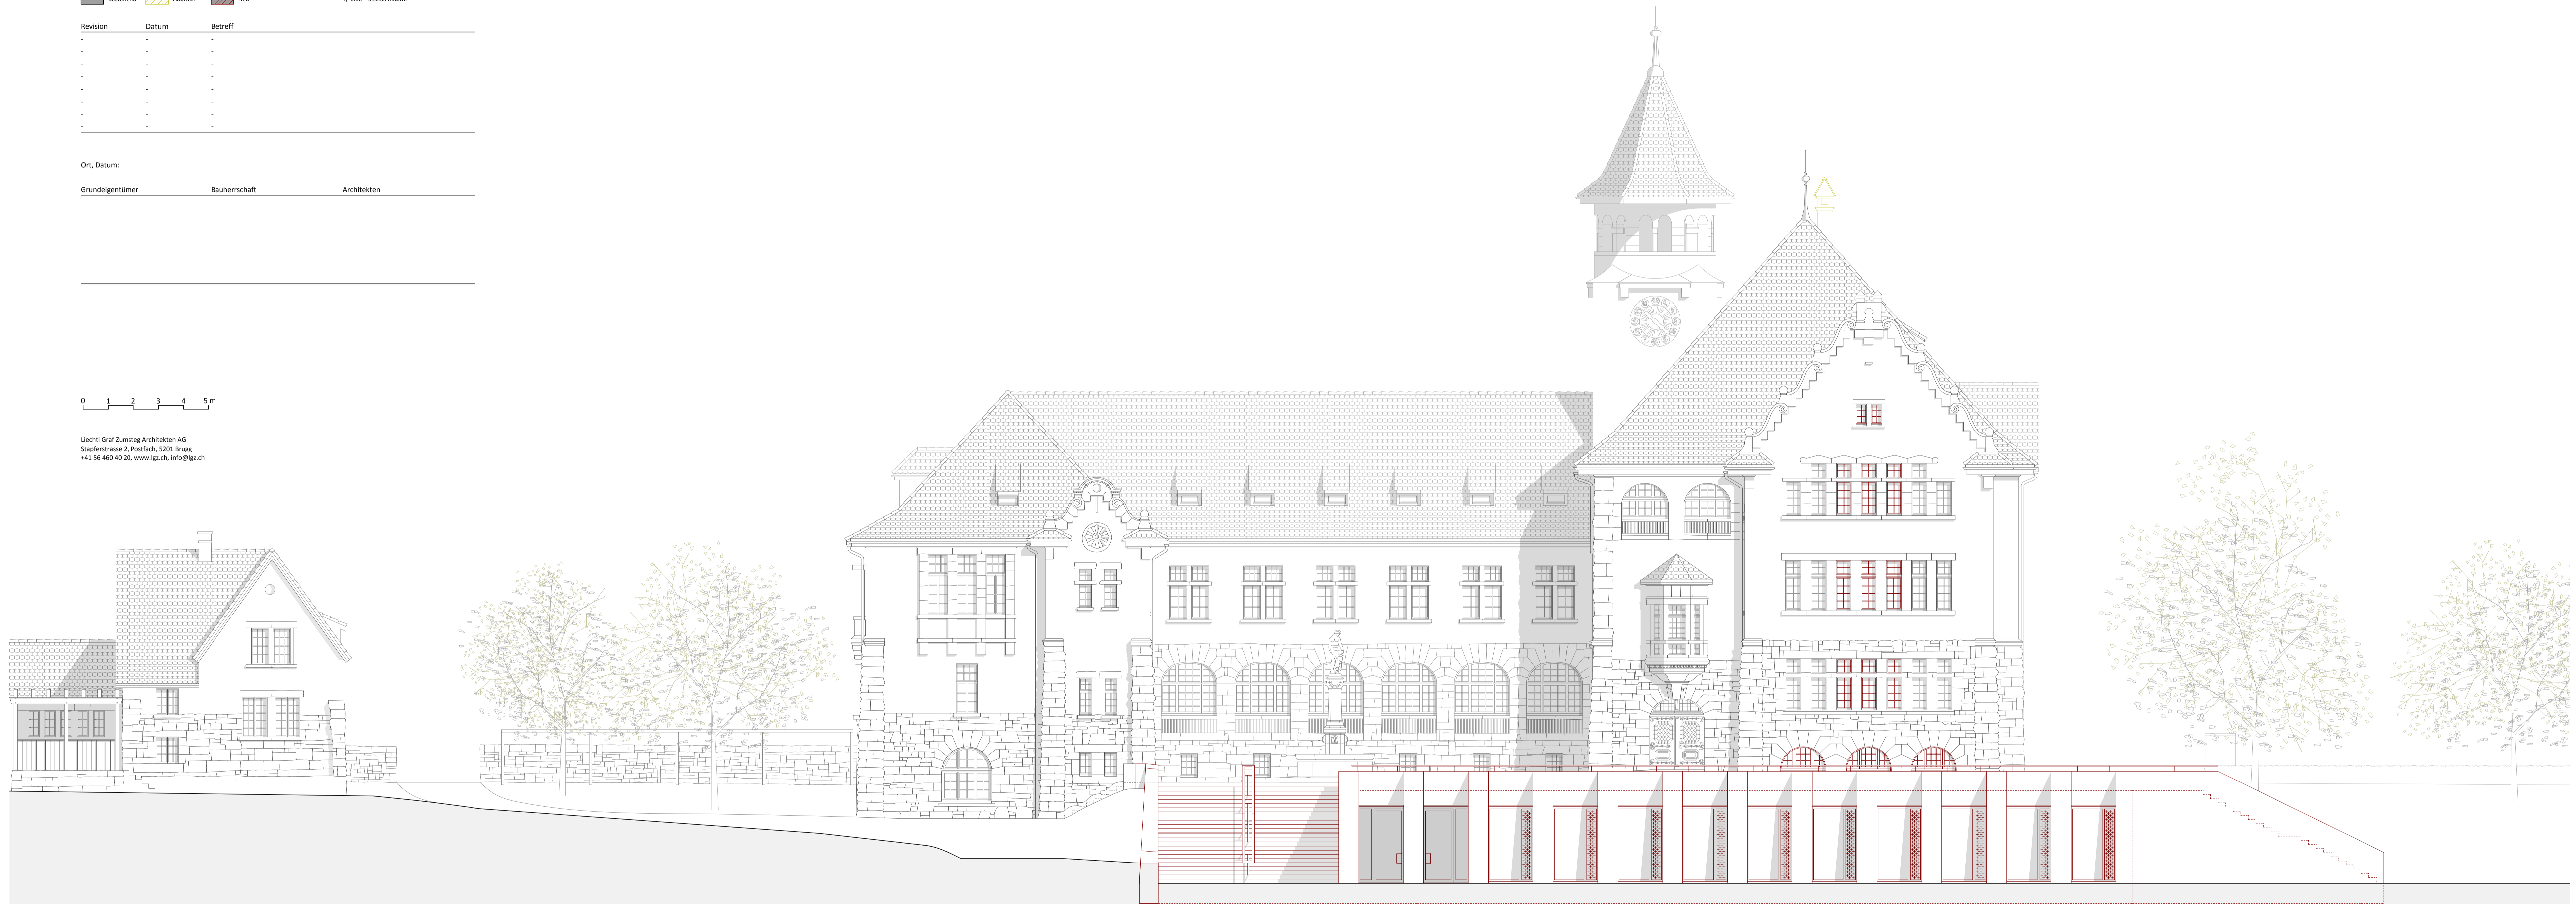 Revision Datum Betreff
- - -
- - -
- - -
- - -
- - -
- - -
- - -
- - -
Ort, Datum:
Grundeigentümer Bauherrschaft Architekten
0 1 2 3 4 5 m
Liechti Graf Zumsteg Architekten AG
Stapferstrasse 2, Postfach, 5201 Brugg
+41 56 460 40 20, www.lgz.ch, info@lgz.ch